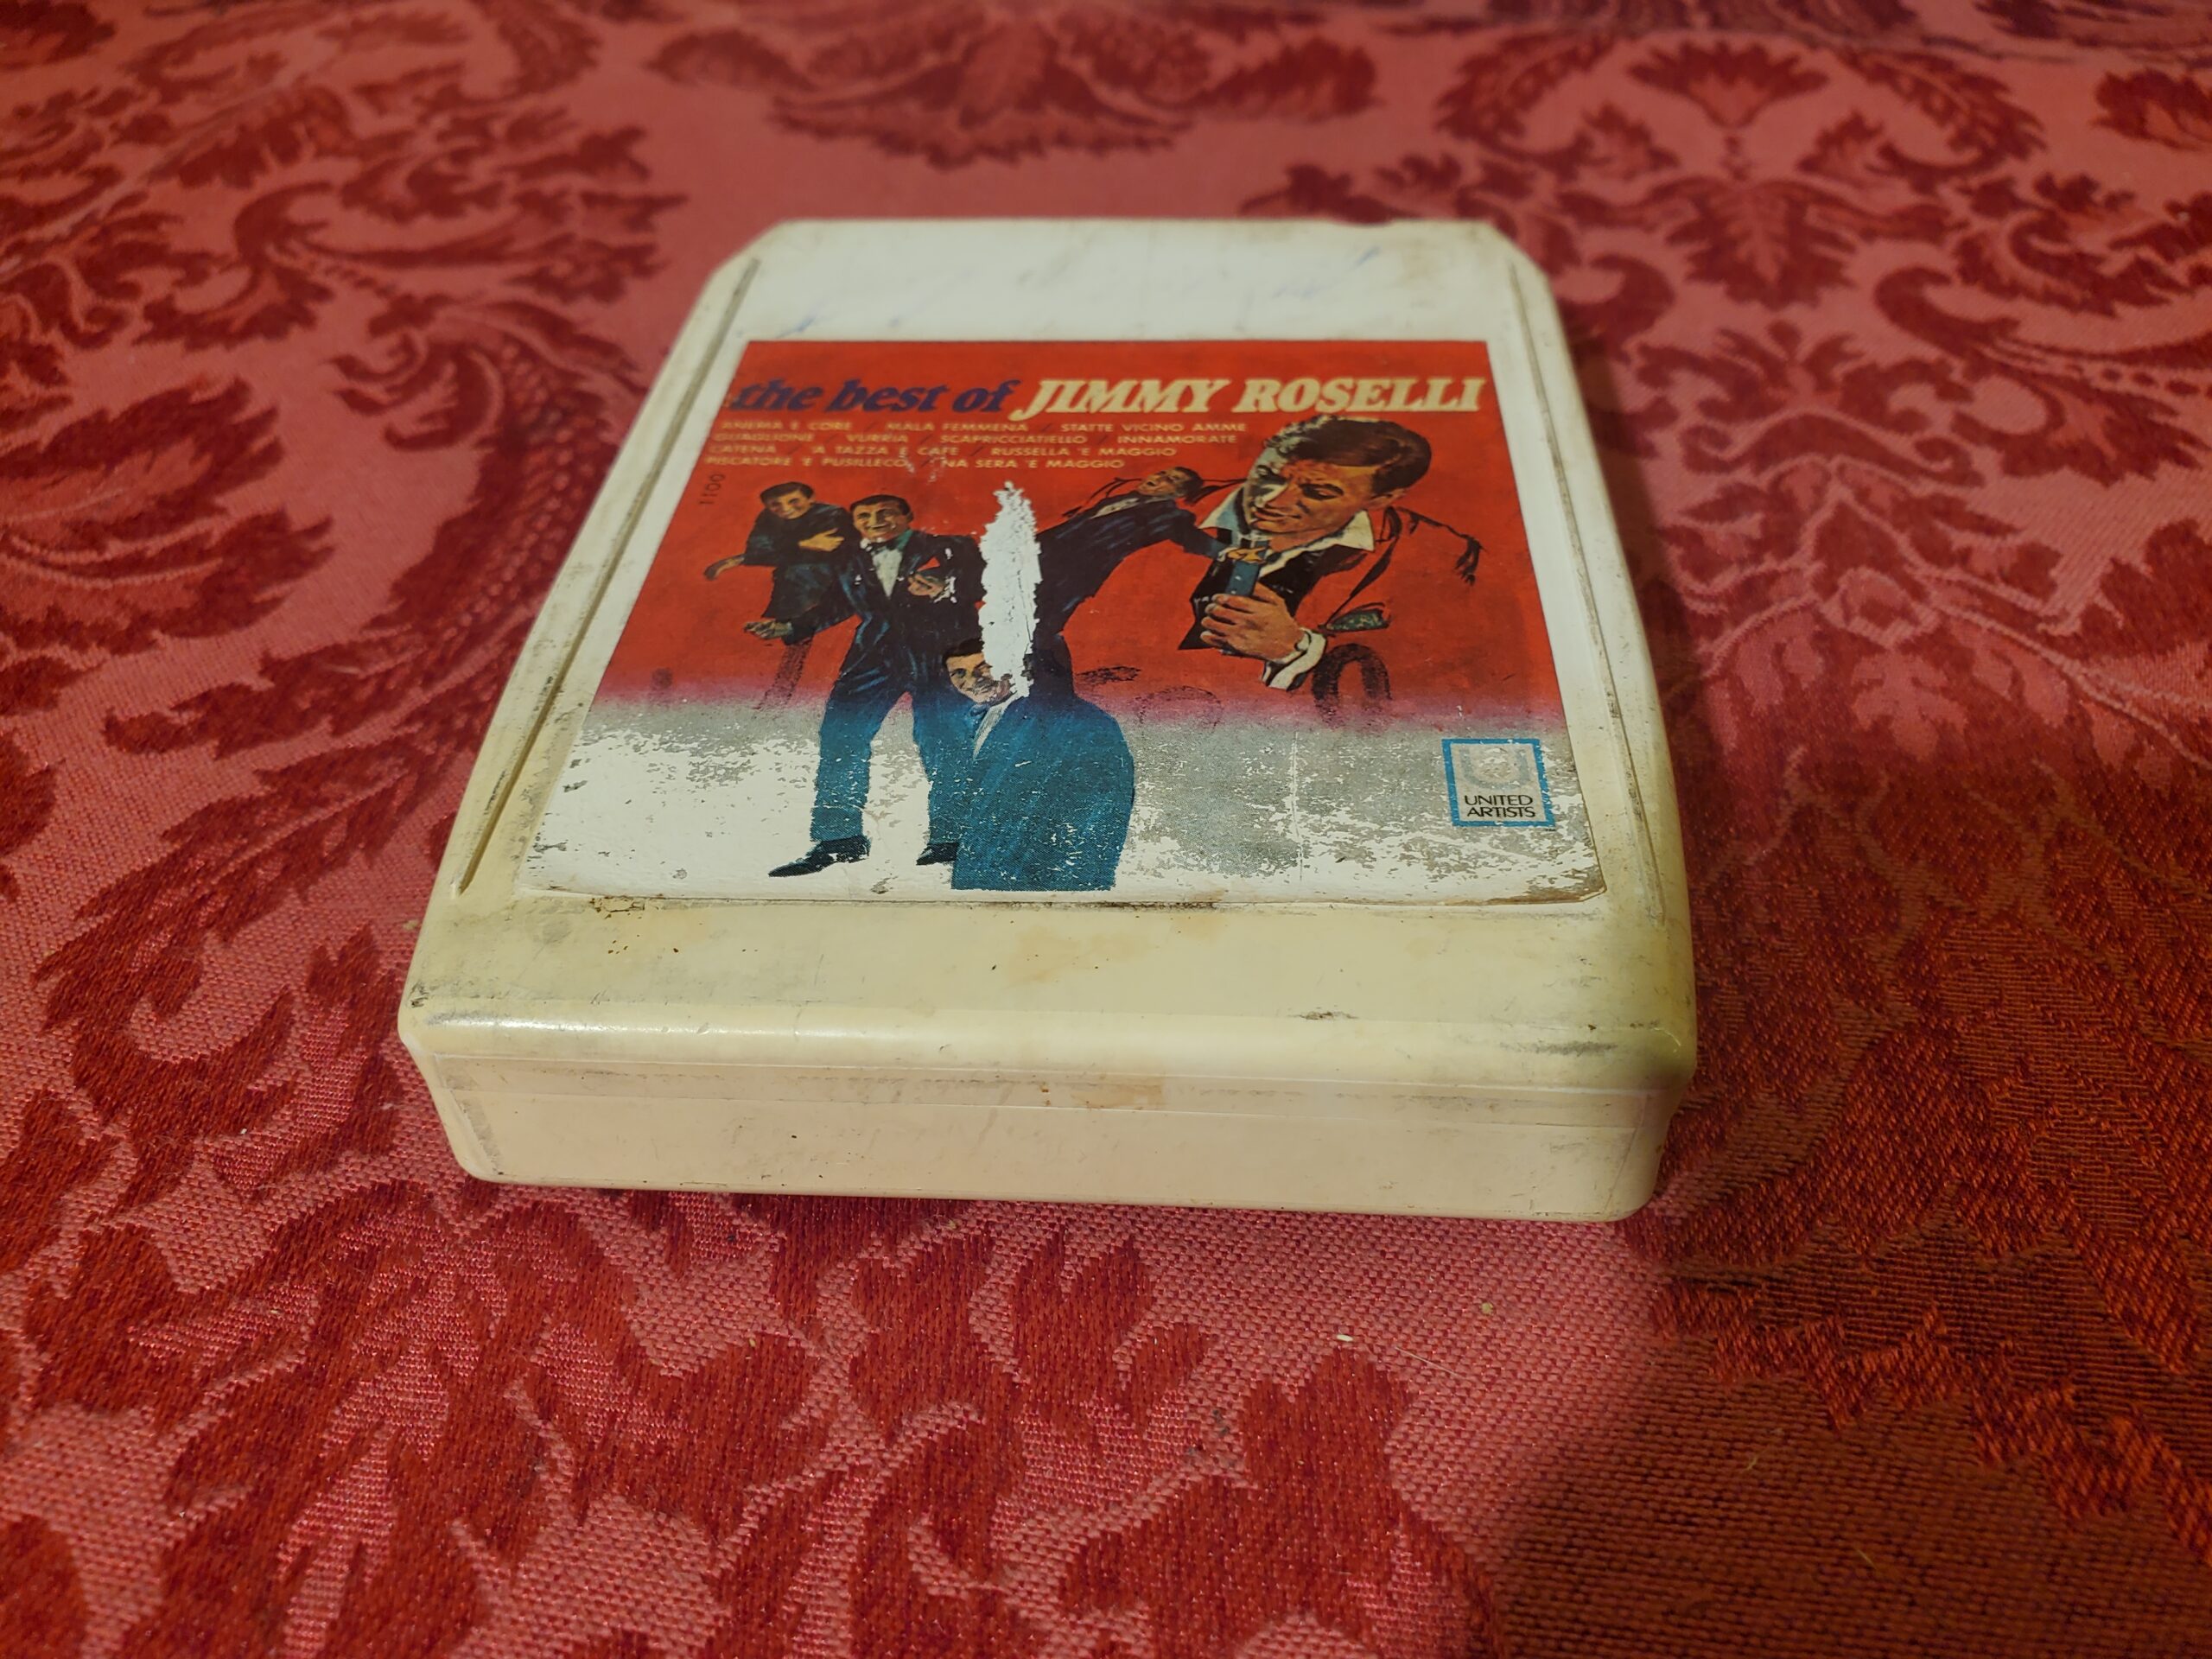 the best of JIMMY ROSELLI
ANEMA E CORE / MALA FEMMENA / STATTE VICINO AMME
GUAGLIONE / VURRIA / SCAPRICCIATIELLO / INNAMORATE
CATENA / 'A TAZZA E CAFE / RUSSELLA 'E MAGGIO
PISCATORE 'E PUSILLECO / 'NA SERA 'E MAGGIO
1100
UNITED
ARTISTS